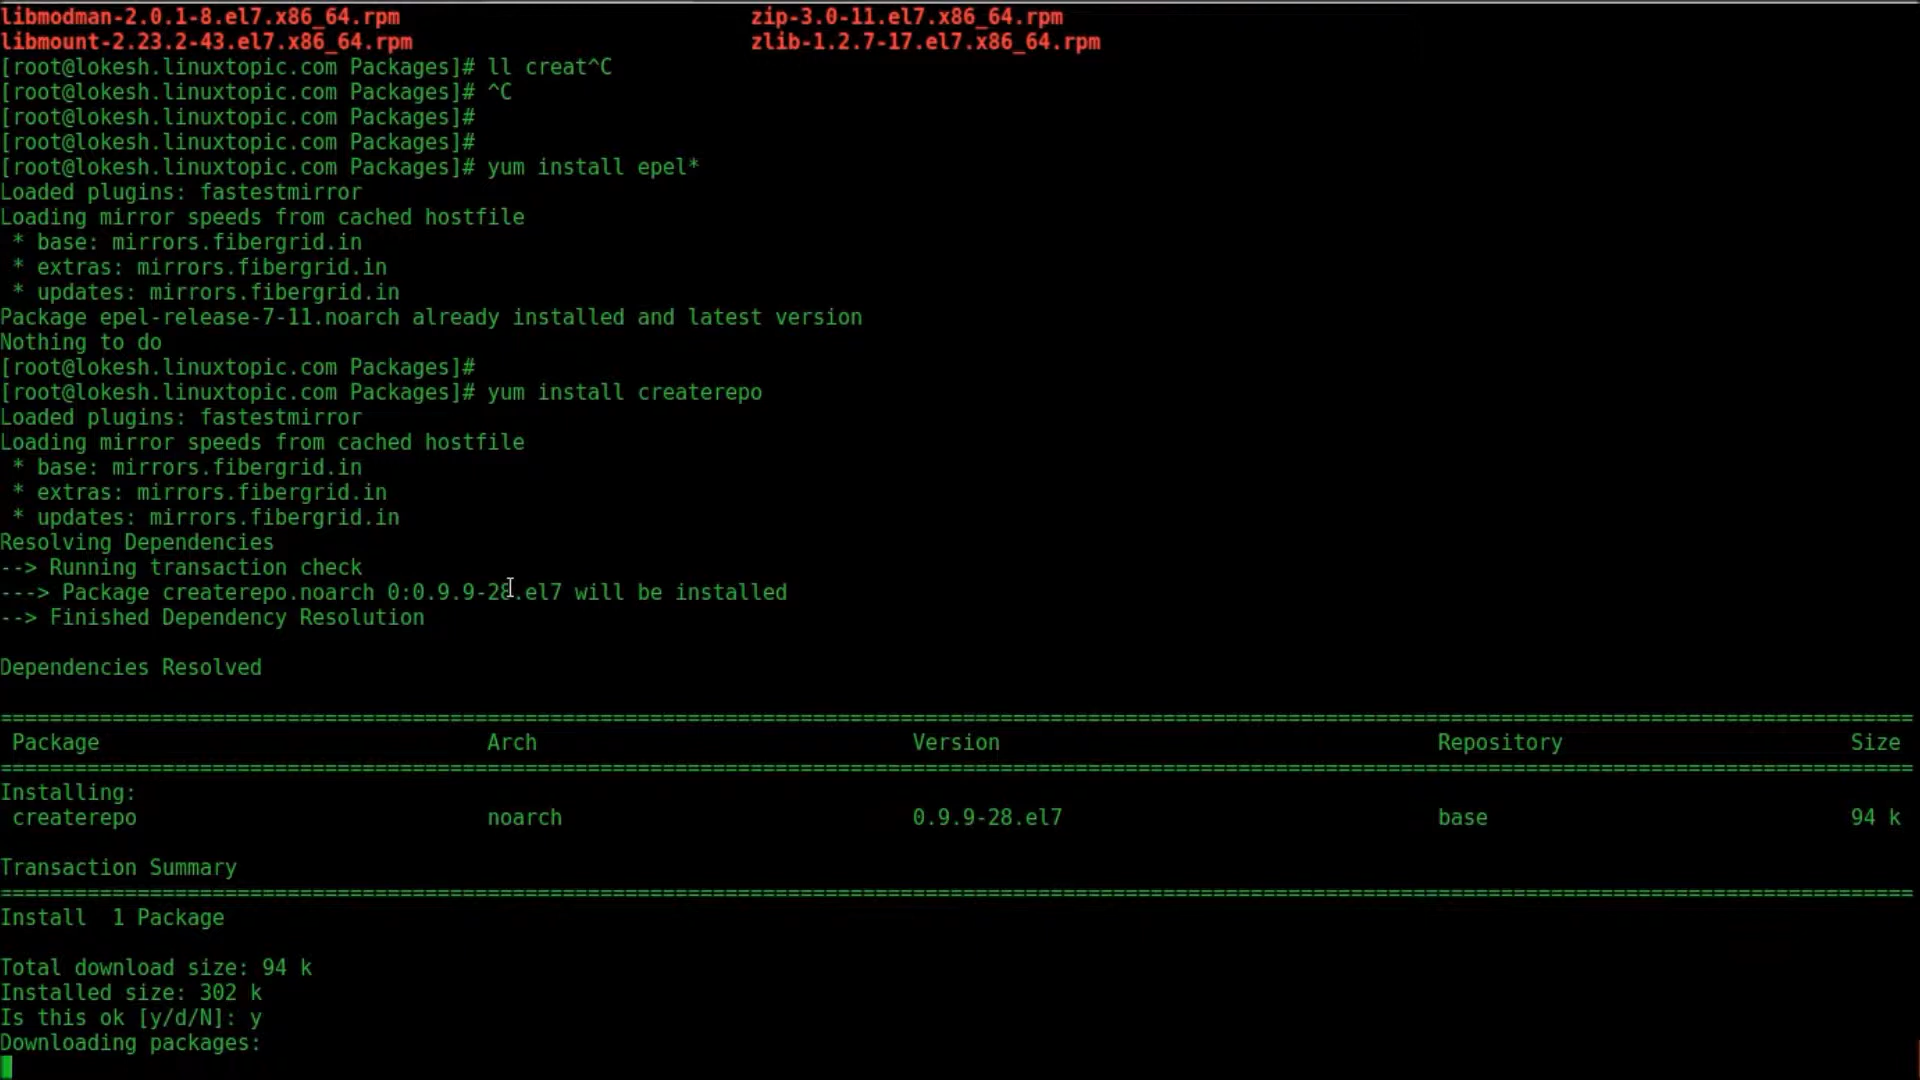 libmodman-2.0.1-8.el7.x86_64.rpm zip-3.0-11.el7.x86_64.rpm
libmount-2.23.2-43.el7.x86_64.rpm zlib-1.2.7-17.el7.x86_64.rpm
[root@lokesh.linuxtopic.com Packages]# ll creat^C
[root@lokesh.linuxtopic.com Packages]# ^C
[root@lokesh.linuxtopic.com Packages]#
[root@lokesh.linuxtopic.com Packages]#
[root@lokesh.linuxtopic.com Packages]# yum install epel*
Loaded plugins: fastestmirror
Loading mirror speeds from cached hostfile
 * base: mirrors.fibergrid.in
 * extras: mirrors.fibergrid.in
 * updates: mirrors.fibergrid.in
Package epel-release-7-11.noarch already installed and latest version
Nothing to do
[root@lokesh.linuxtopic.com Packages]#
[root@lokesh.linuxtopic.com Packages]# yum install createrepo
Loaded plugins: fastestmirror
Loading mirror speeds from cached hostfile
 * base: mirrors.fibergrid.in
 * extras: mirrors.fibergrid.in
 * updates: mirrors.fibergrid.in
Resolving Dependencies
--> Running transaction check
---> Package createrepo.noarch 0:0.9.9-28.el7 will be installed
--> Finished Dependency Resolution
Dependencies Resolved
Package Arch Version Repository Size
Installing:
createrepo noarch 0.9.9-28.el7 base 94 k
Transaction Summary
Install  1 Package
Total download size: 94 k
Installed size: 302 k
Is this ok [y/d/N]: y
Downloading packages: